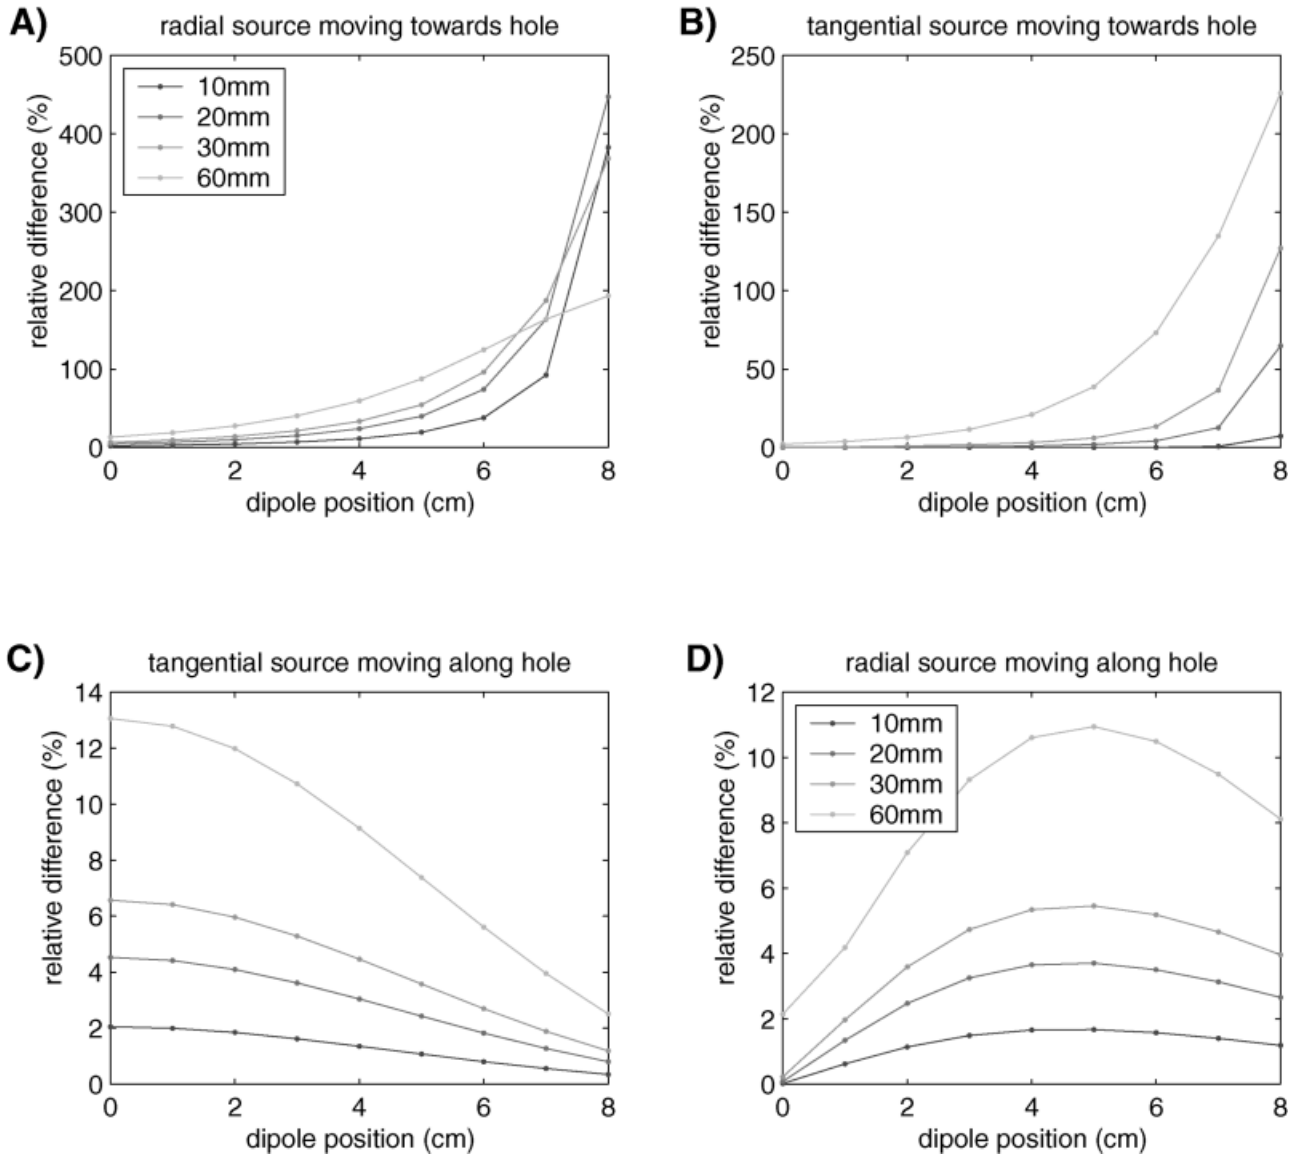 A) radial source moving towards hole
500
400
300
200
100
0
relative difference (%)
10mm
20mm
30mm
60mm
0 2 4 6 8
dipole position (cm)
B) tangential source moving towards hole
250
200
150
100
50
0
relative difference (%)
0 2 4 6 8
dipole position (cm)
C) tangential source moving along hole
14
12
10
8
6
4
2
0
relative difference (%)
0 2 4 6 8
dipole position (cm)
D) radial source moving along hole
12
10
8
6
4
2
0
relative difference (%)
10mm
20mm
30mm
60mm
0 2 4 6 8
dipole position (cm)